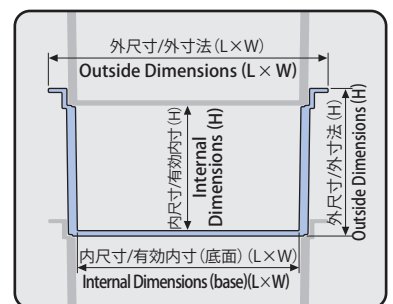 外尺寸/外寸法(L×W)
Outside Dimensions (L×W)
内尺寸/有効内寸(H)
Internal
Dimensions (H)
外尺寸/外寸法(H)
Outside Dimensions (H)
内尺寸/有効内寸(底面)(L×W)
Internal Dimensions (base)(L×W)